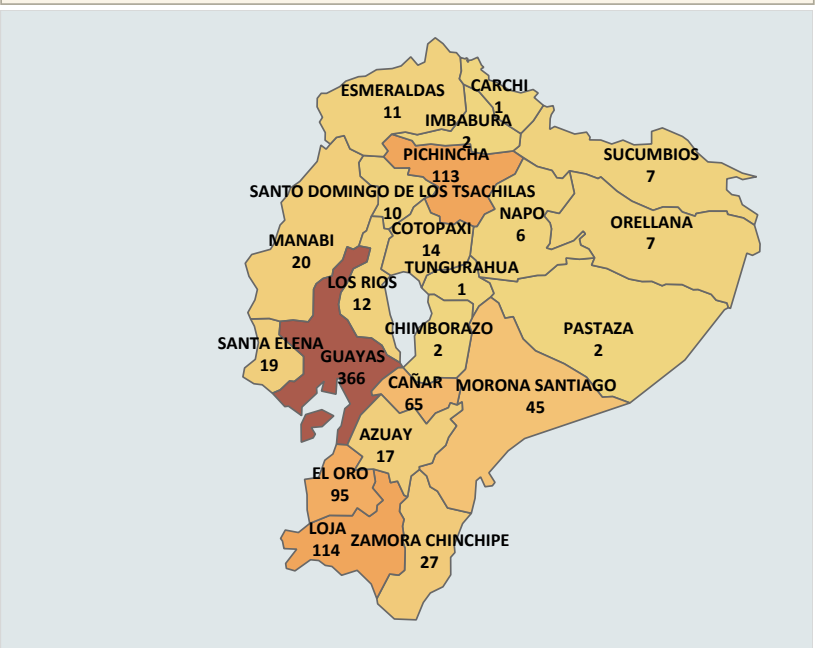 CARCHI
1
ESMERALDAS
11
IMBABURA
2
PICHINCHA
113
SUCUMBIOS
7
SANTO DOMINGO DE LOS TSACHILAS
10
NAPO
6
ORELLANA
7
COTOPAXI
14
MANABI
20
TUNGURAHUA
1
LOS RIOS
12
CHIMBORAZO
2
PASTAZA
2
SANTA ELENA
19
GUAYAS
366
CAÑAR
65
MORONA SANTIAGO
45
AZUAY
17
EL ORO
95
LOJA
114
ZAMORA CHINCHIPE
27